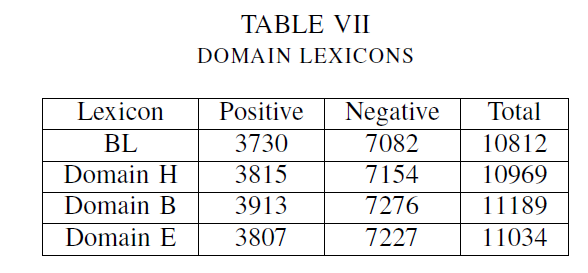 TABLE VII
DOMAIN LEXICONS
Lexicon Positive Negative Total
BL 3730 7082 10812
Domain H 3815 7154 10969
Domain B 3913 7276 11189
Domain E 3807 7227 11034